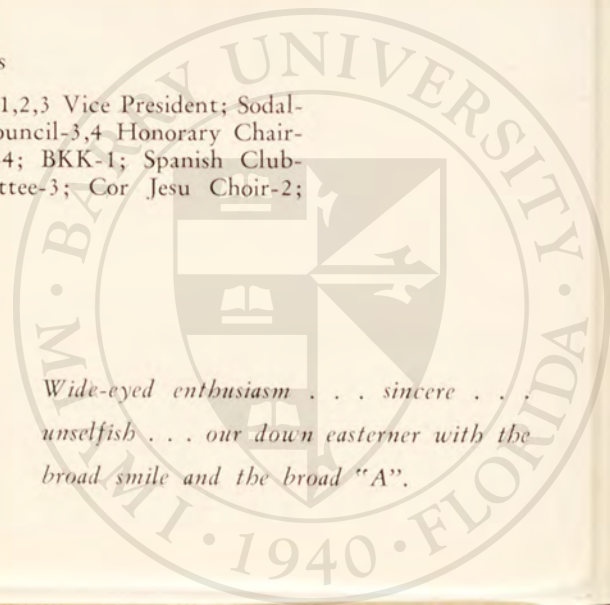 s
1,2,3 Vice President; Sodal-
ouncil-3,4 Honorary Chair-
4; BKK-1; Spanish Club-
ttee-3; Cor Jesu Choir-2;
Wide-eyed enthusiasm . . . sincere . . .
unselfish . . . our down easterner with the
broad smile and the broad "A".
BARRY UNIVERSITY
MIAMI · 1940 · FLORIDA